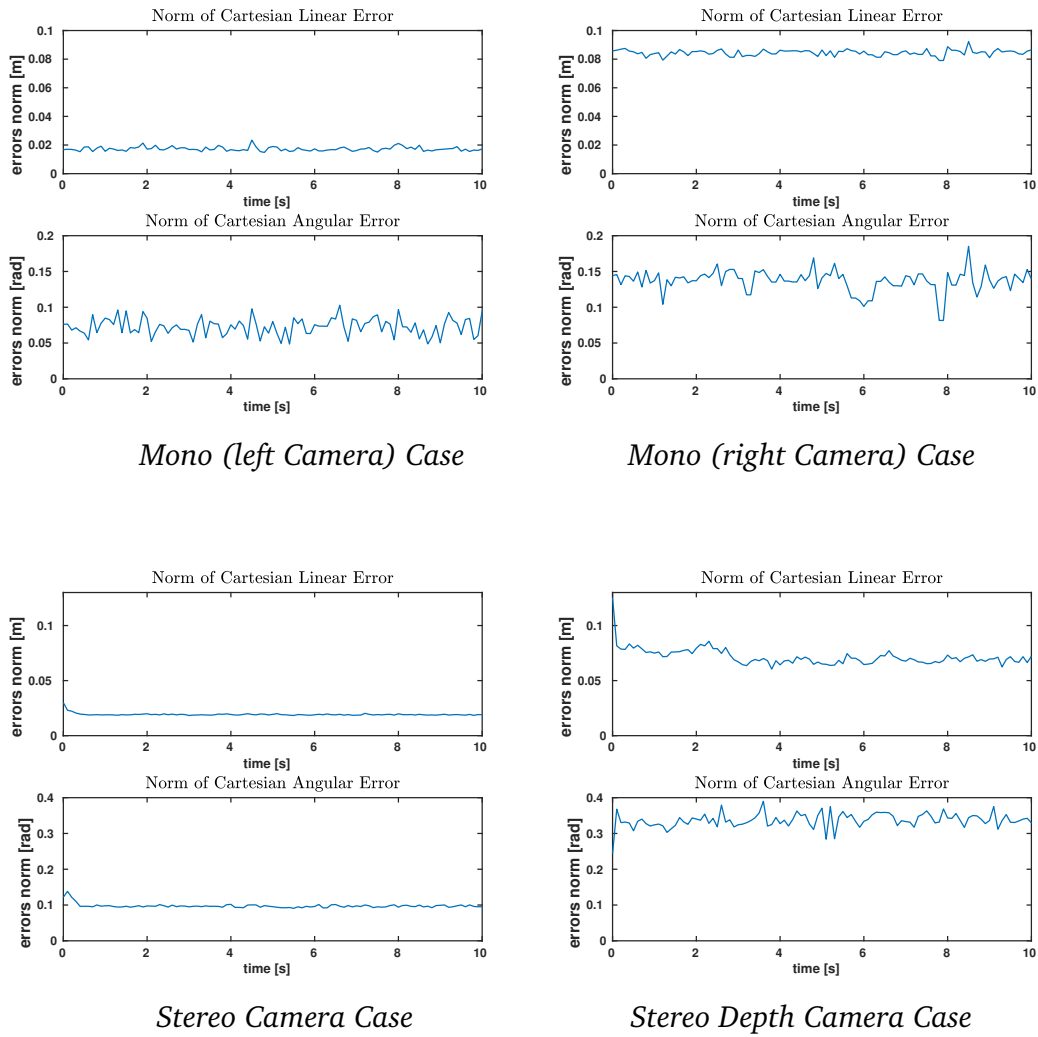 Norm of Cartesian Linear Error
errors norm [m]
0.1
0.08
0.06
0.04
0.02
0
0 2 4 6 8 10
time [s]
Norm of Cartesian Angular Error
errors norm [rad]
0.2
0.15
0.1
0.05
0
0 2 4 6 8 10
time [s]
Mono (left Camera) Case
Norm of Cartesian Linear Error
errors norm [m]
0.1
0.08
0.06
0.04
0.02
0
0 2 4 6 8 10
time [s]
Norm of Cartesian Angular Error
errors norm [rad]
0.2
0.15
0.1
0.05
0
0 2 4 6 8 10
time [s]
Mono (right Camera) Case
Norm of Cartesian Linear Error
errors norm [m]
0.1
0.05
0
0 2 4 6 8 10
time [s]
Norm of Cartesian Angular Error
errors norm [rad]
0.4
0.3
0.2
0.1
0
0 2 4 6 8 10
time [s]
Stereo Camera Case
Norm of Cartesian Linear Error
errors norm [m]
0.1
0.05
0
0 2 4 6 8 10
time [s]
Norm of Cartesian Angular Error
errors norm [rad]
0.4
0.3
0.2
0.1
0
0 2 4 6 8 10
time [s]
Stereo Depth Camera Case